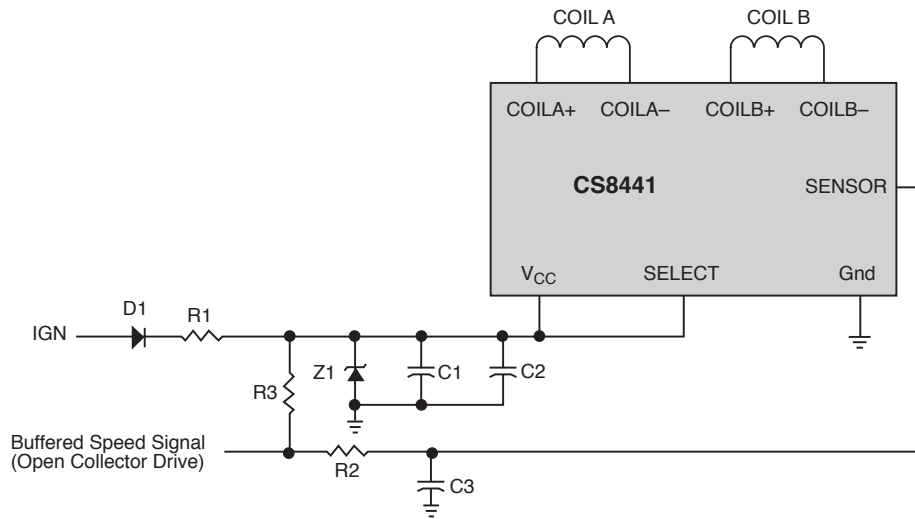 COIL A COIL B
COILA+ COILA– COILB+ COILB–
CS8441
SENSOR
VCC SELECT Gnd
D1
R1
IGN
Z1 C1 C2
R3
Buffered Speed Signal
(Open Collector Drive)
R2
C3